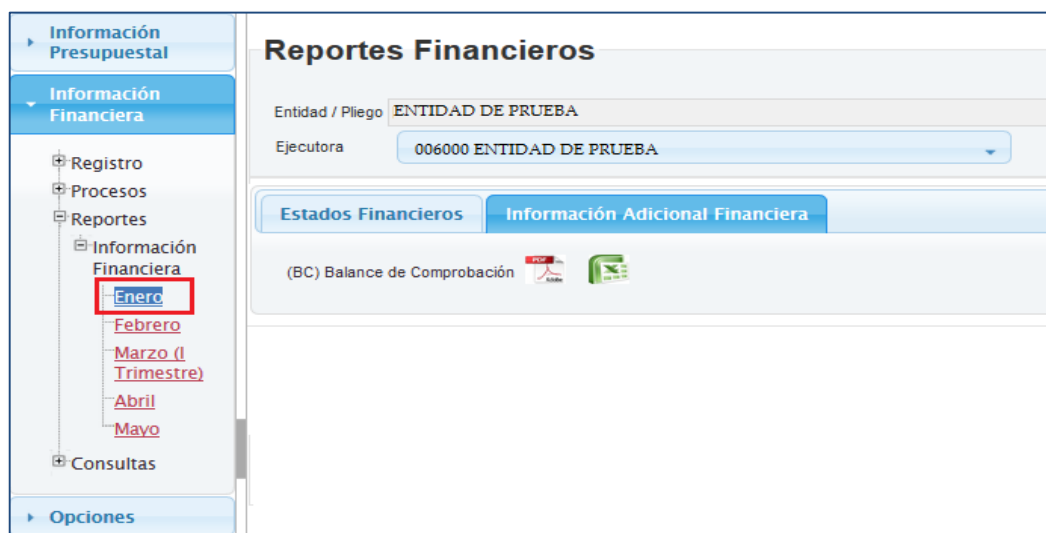 Información
Presupuestal
Información
Financiera
Registro
Procesos
Reportes
Información
Financiera
Enero
Febrero
Marzo (I
Trimestre)
Abril
Mayo
Consultas
Opciones
Reportes Financieros
Entidad / Pliego ENTIDAD DE PRUEBA
Ejecutora 006000 ENTIDAD DE PRUEBA
Estados Financieros Información Adicional Financiera
(BC) Balance de Comprobación PDF Adobe